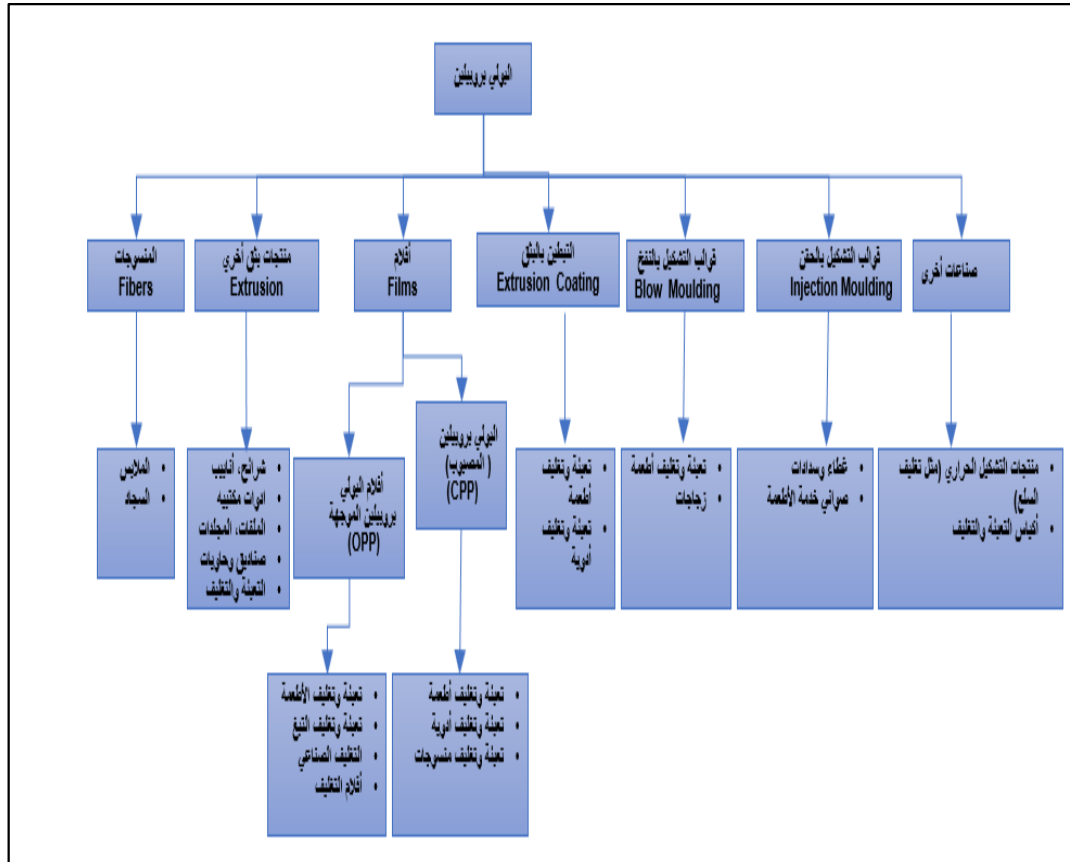 البولي بروبيلين
صناعات أخرى
قوالب التشكيل بالحقن
Injection Moulding
قوالب التشكيل بالنفخ
Blow Moulding
التبطين بالبثق
Extrusion Coating
أفلام
Films
منتجات بثق أخري
Extrusion
المنسوجات
Fibers
• منتجات التشكيل الحراري (مثل تغليف
السلع)
• أكياس التعبئة والتغليف
• غطاء وسدادات
• صواني خدمة الأطعمة
• تعبئة وتغليف أطعمة
• زجاجات
• تعبئة وتغليف
أطعمة
• تعبئة وتغليف
أدوية
البولي بروبيلين
( المصبوب)
(CPP)
أفلام البولي
بروبيلين الموجهة
(OPP)
• شرائح، أنابيب
• ادوات مكتبيه
• الملفات، المجلدات
• صناديق وحاويات
• التعبئة والتغليف
• الملابس
• السجاد
• تعبئة وتغليف أطعمة
• تعبئة وتغليف أدوية
• تعبئة وتغليف منسوجات
• تعبئة وتغليف الأطعمة
• تعبئة وتغليف التبغ
• التغليف الصناعي
• أفلام التغليف